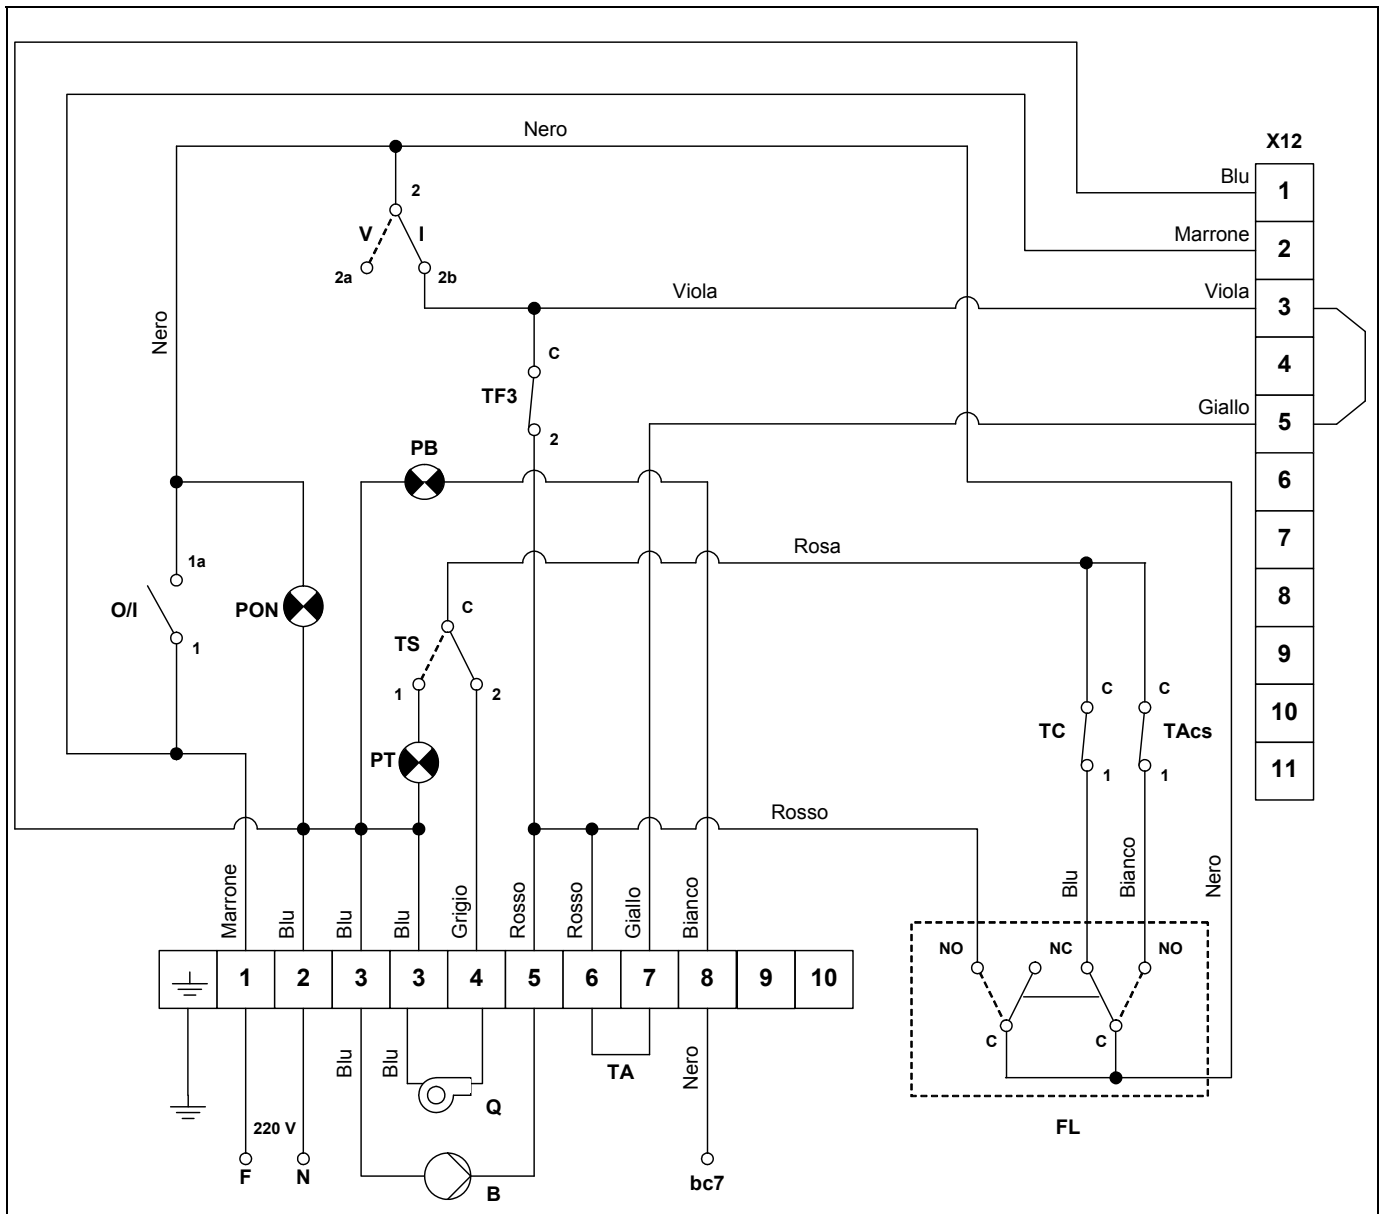 Nero
X12
Blu
1
2
Marrone
2
V
I
2a
2b
Viola
Viola
3
Nero
C
TF3
4
Giallo
5
2
PB
6
Rosa
7
1a
O/I
PON
C
8
TS
1
9
1
2
C
C
10
TC
TAcs
PT
1
1
11
Rosso
Marrone
Blu
Blu
Blu
Grigio
Rosso
Rosso
Giallo
Bianco
Blu
Bianco
Nero
1
2
3
3
4
5
6
7
8
9
10
NO
NC
NO
C
C
Blu
Blu
TA
Nero
Q
220 V
FL
F
N
B
bc7